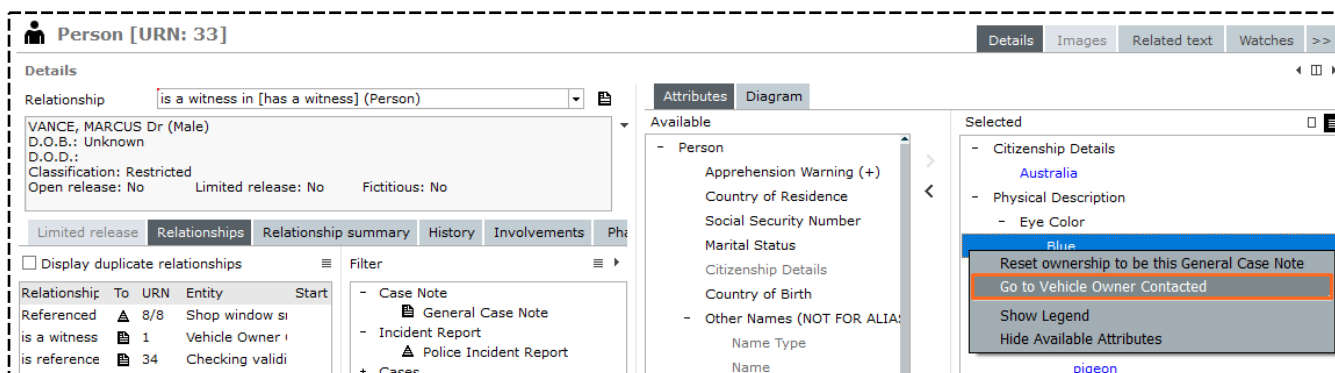 Person [URN: 33]
Details Images Related text Watches >>
Details
Relationship is a witness in [has a witness] (Person)
VANCE, MARCUS Dr (Male)
D.O.B.: Unknown
D.O.D.:
Classification: Restricted
Open release: No Limited release: No Fictitious: No
Limited release Relationships Relationship summary History Involvements
Display duplicate relationships
Relationship To URN Entity Start
Referenced 8/8 Shop window
is a witness 1 Vehicle Owner
is reference 34 Checking validi
Filter
- Case Note
General Case Note
- Incident Report
Police Incident Report
+ Cases
Attributes Diagram
Available
- Person
Apprehension Warning (+)
Country of Residence
Social Security Number
Marital Status
Citizenship Details
Country of Birth
- Other Names (NOT FOR ALIAS
Name Type
Name
Selected
- Citizenship Details
Australia
- Physical Description
- Eye Color
Blue
Reset ownership to be this General Case Note
Go to Vehicle Owner Contacted
Show Legend
Hide Available Attributes
pigeon